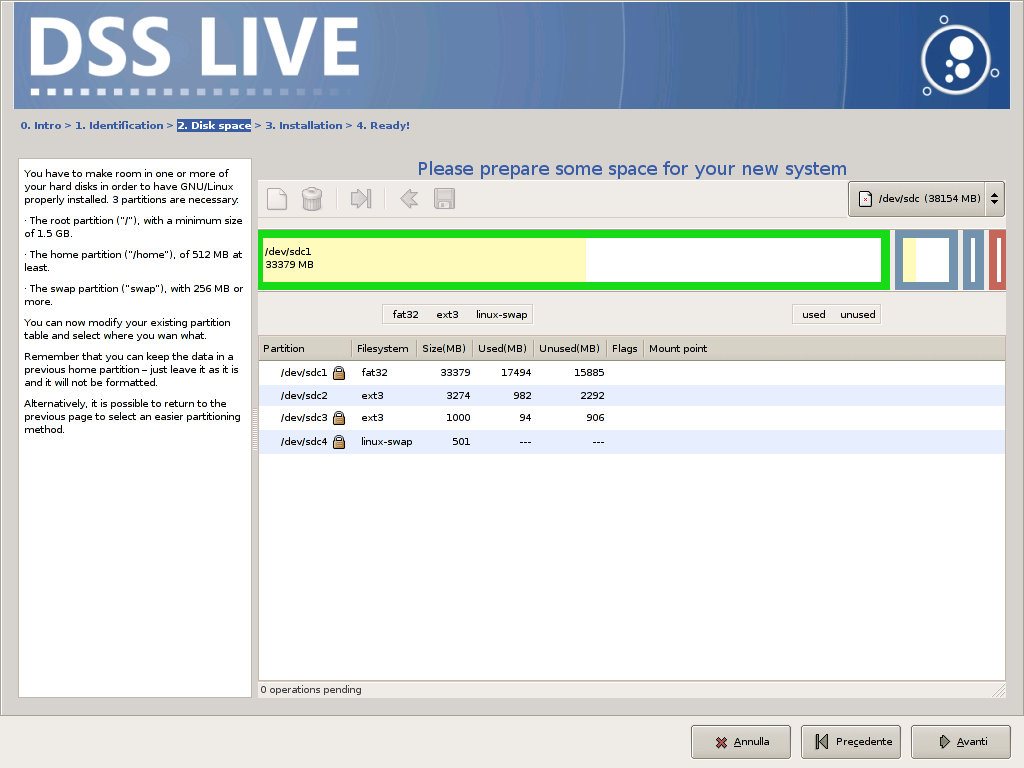 DSS LIVE
0. Intro > 1. Identification > 2. Disk space > 3. Installation > 4. Ready!
You have to make room in one or more of
your hard disks in order to have GNU/Linux
properly installed. 3 partitions are necessary:
· The root partition ("/"), with a minimum size
of 1.5 GB.
· The home partition ("/home"), of 512 MB at
least.
· The swap partition ("swap"), with 256 MB or
more.
You can now modify your existing partition
table and select where you wan what.
Remember that you can keep the data in a
previous home partition – just leave it as it is
and it will not be formatted.
Alternatively, it is possible to return to the
previous page to select an easier partitioning
method.
Please prepare some space for your new system
/dev/sdc (38154 MB)
/dev/sdc1
33379 MB
fat32 ext3 linux-swap
used unused
Partition Filesystem Size(MB) Used(MB) Unused(MB) Flags Mount point
/dev/sdc1 fat32 33379 17494 15885
/dev/sdc2 ext3 3274 982 2292
/dev/sdc3 ext3 1000 94 906
/dev/sdc4 linux-swap 501 --- ---
0 operations pending
Annulla Precedente Avanti